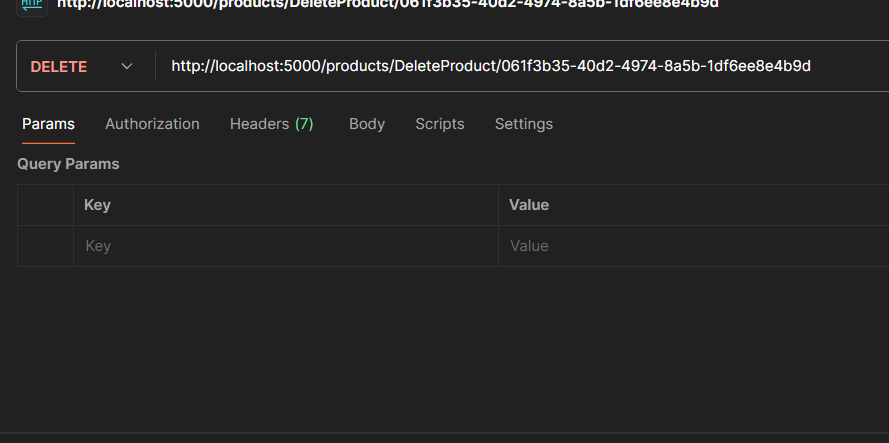 HTTP http://localhost:5000/products/DeleteProduct/061f3b35-40d2-4974-8a5b-1df6ee8e4b9d
DELETE http://localhost:5000/products/DeleteProduct/061f3b35-40d2-4974-8a5b-1df6ee8e4b9d
Params Authorization Headers (7) Body Scripts Settings
Query Params
Key Value
Key Value